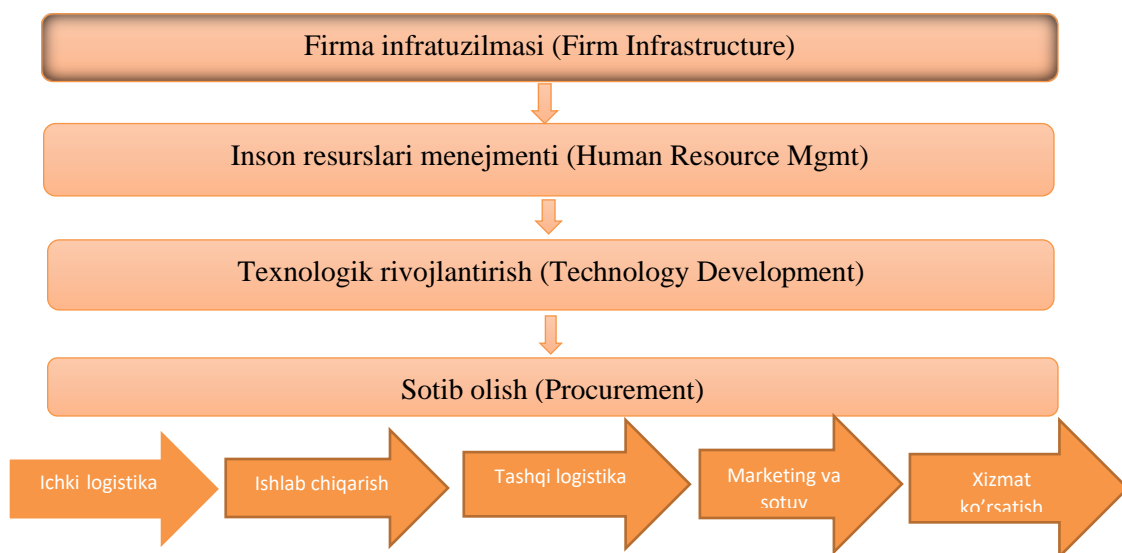 Firma infratuzilmasi (Firm Infrastructure)
Inson resurslari menejmenti (Human Resource Mgmt)
Texnologik rivojlantirish (Technology Development)
Sotib olish (Procurement)
Ichki logistika
Ishlab chiqarish
Tashqi logistika
Marketing va
sotuv
Xizmat
ko’rsatish